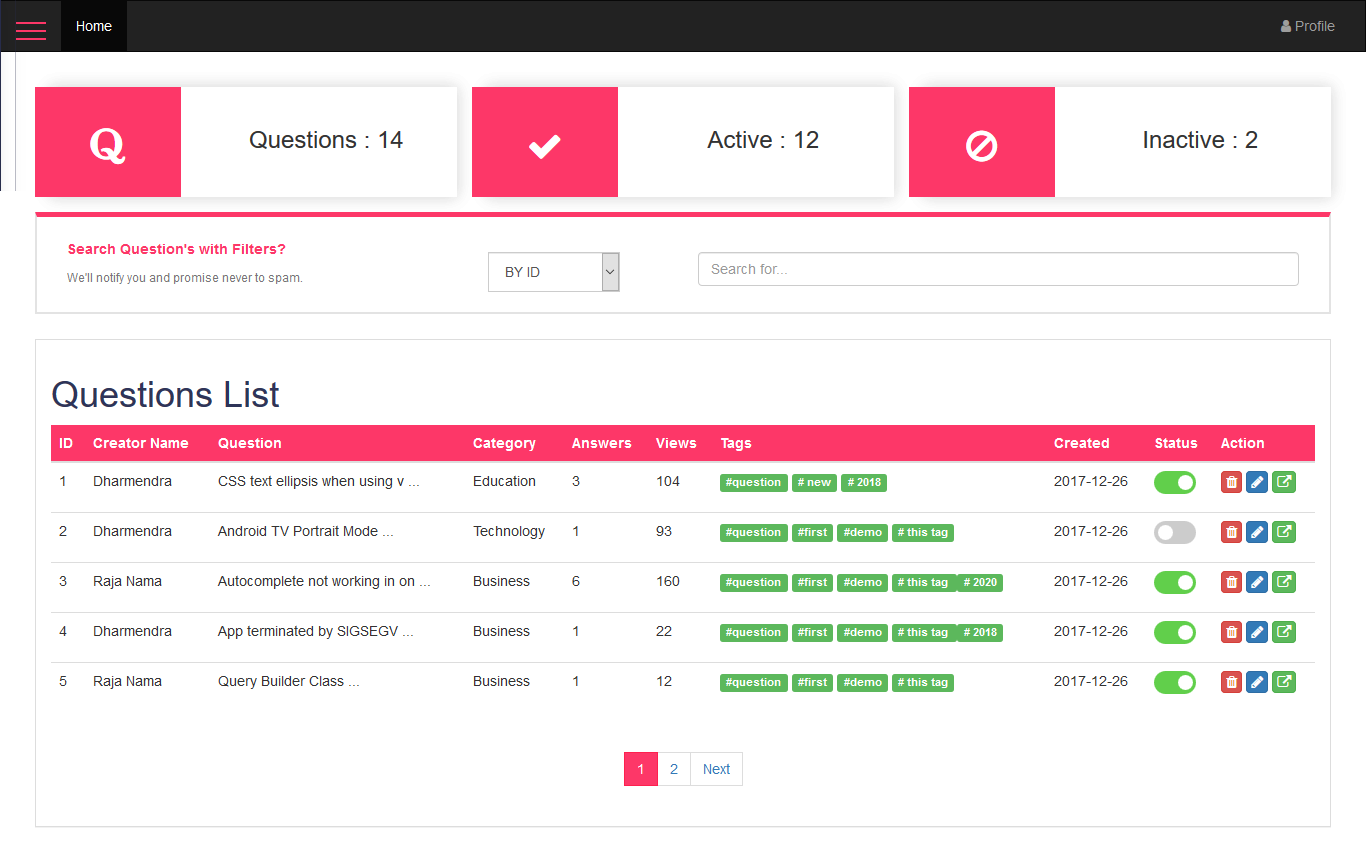 Home
Profile
Q
Questions : 14
Active : 12
Inactive : 2
Search Question's with Filters?
We'll notify you and promise never to spam.
BY ID
Search for...
Questions List
ID Creator Name Question Category Answers Views Tags Created Status Action
1 Dharmendra CSS text ellipsis when using v ... Education 3 104 #question # new # 2018 2017-12-26
2 Dharmendra Android TV Portrait Mode ... Technology 1 93 #question #first #demo # this tag 2017-12-26
3 Raja Nama Autocomplete not working in on ... Business 6 160 #question #first #demo # this tag # 2020 2017-12-26
4 Dharmendra App terminated by SIGSEGV ... Business 1 22 #question #first #demo # this tag # 2018 2017-12-26
5 Raja Nama Query Builder Class ... Business 1 12 #question #first #demo # this tag 2017-12-26
1 2 Next